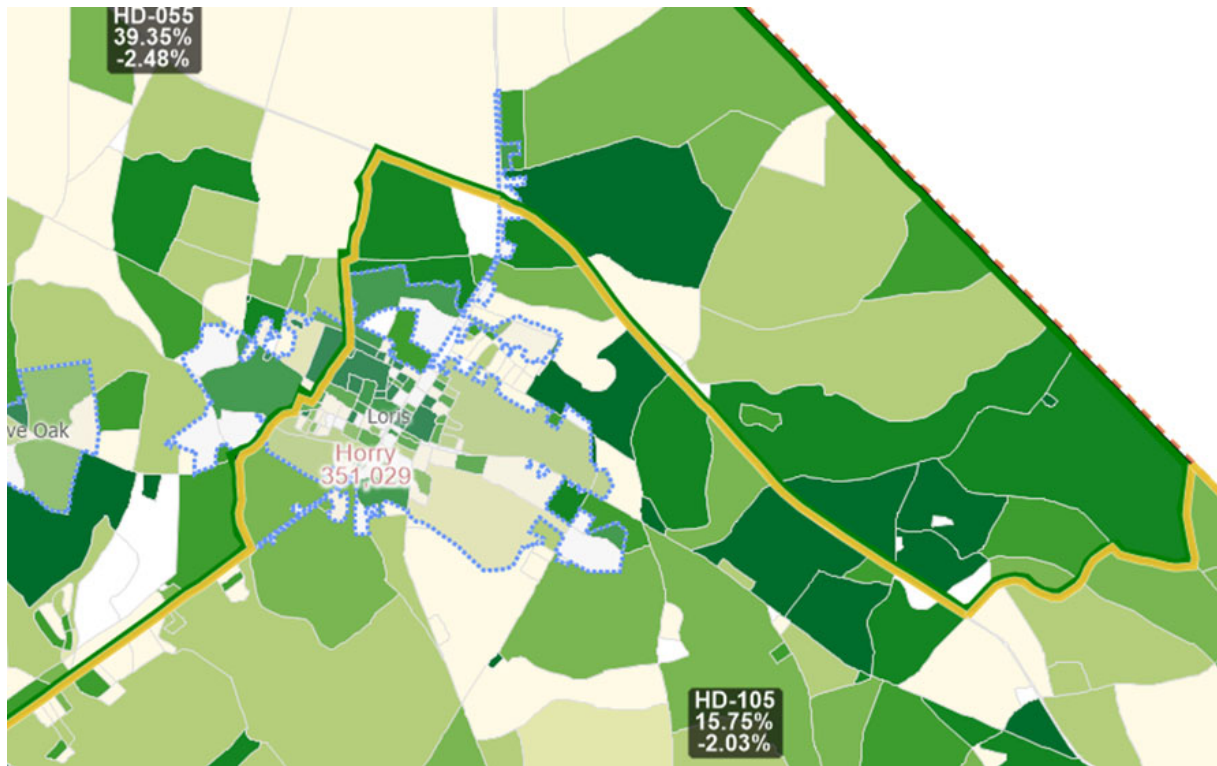 HD-055
39.35%
-2.48%
ve Oak
Loris
Horry
351,029
HD-105
15.75%
-2.03%